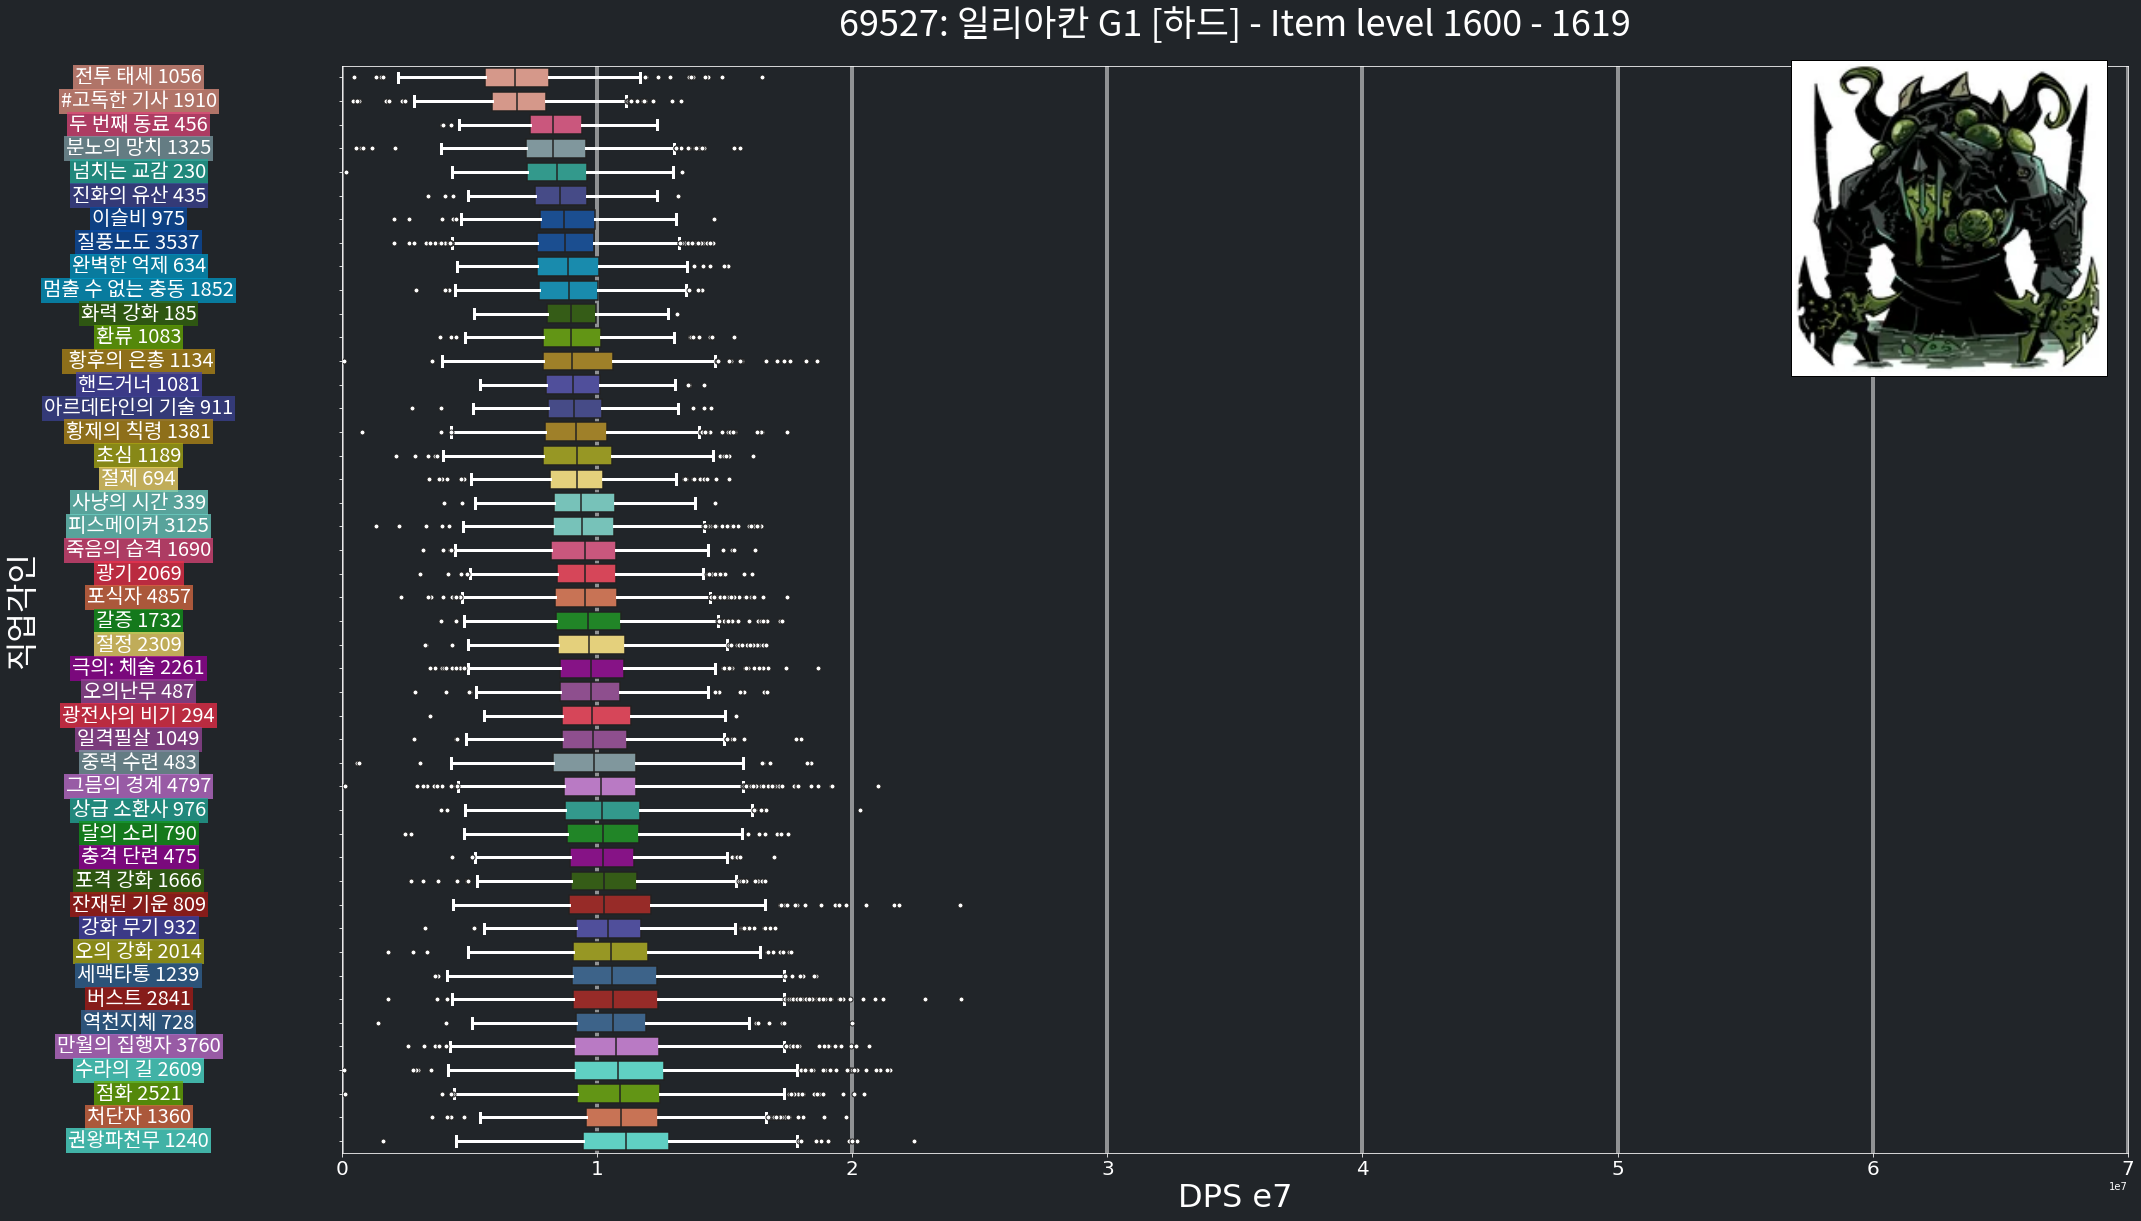 69527: 일리아칸 G1 [하드] - Item level 1600 - 1619
직업각인
전투 태세 1056
#고독한 기사 1910
두 번째 동료 456
분노의 망치 1325
넘치는 교감 230
진화의 유산 435
이슬비 975
질풍노도 3537
완벽한 억제 634
멈출 수 없는 충동 1852
화력 강화 185
환류 1083
황후의 은총 1134
핸드거너 1081
아르데타인의 기술 911
황제의 칙령 1381
초심 1189
절제 694
사냥의 시간 339
피스메이커 3125
죽음의 습격 1690
광기 2069
포식자 4857
갈증 1732
절정 2309
극의: 체술 2261
오의난무 487
광전사의 비기 294
일격필살 1049
중력 수련 483
그믐의 경계 4797
상급 소환사 976
달의 소리 790
충격 단련 475
포격 강화 1666
잔재된 기운 809
강화 무기 932
오의 강화 2014
세맥타통 1239
버스트 2841
역천지체 728
만월의 집행자 3760
수라의 길 2609
점화 2521
처단자 1360
권왕파천무 1240
0 1 2 3 4 5 6 7
1e7
DPS e7